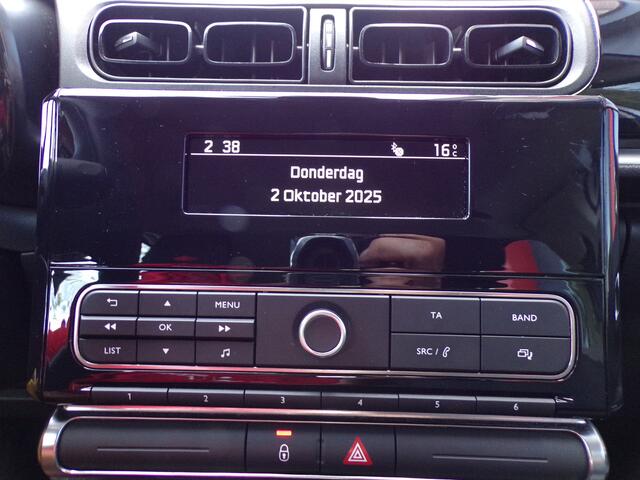 2 38 16°C
Donderdag
2 Oktober 2025
MENU
TA BAND
OK
LIST SRC /
1 2 3 4 5 6